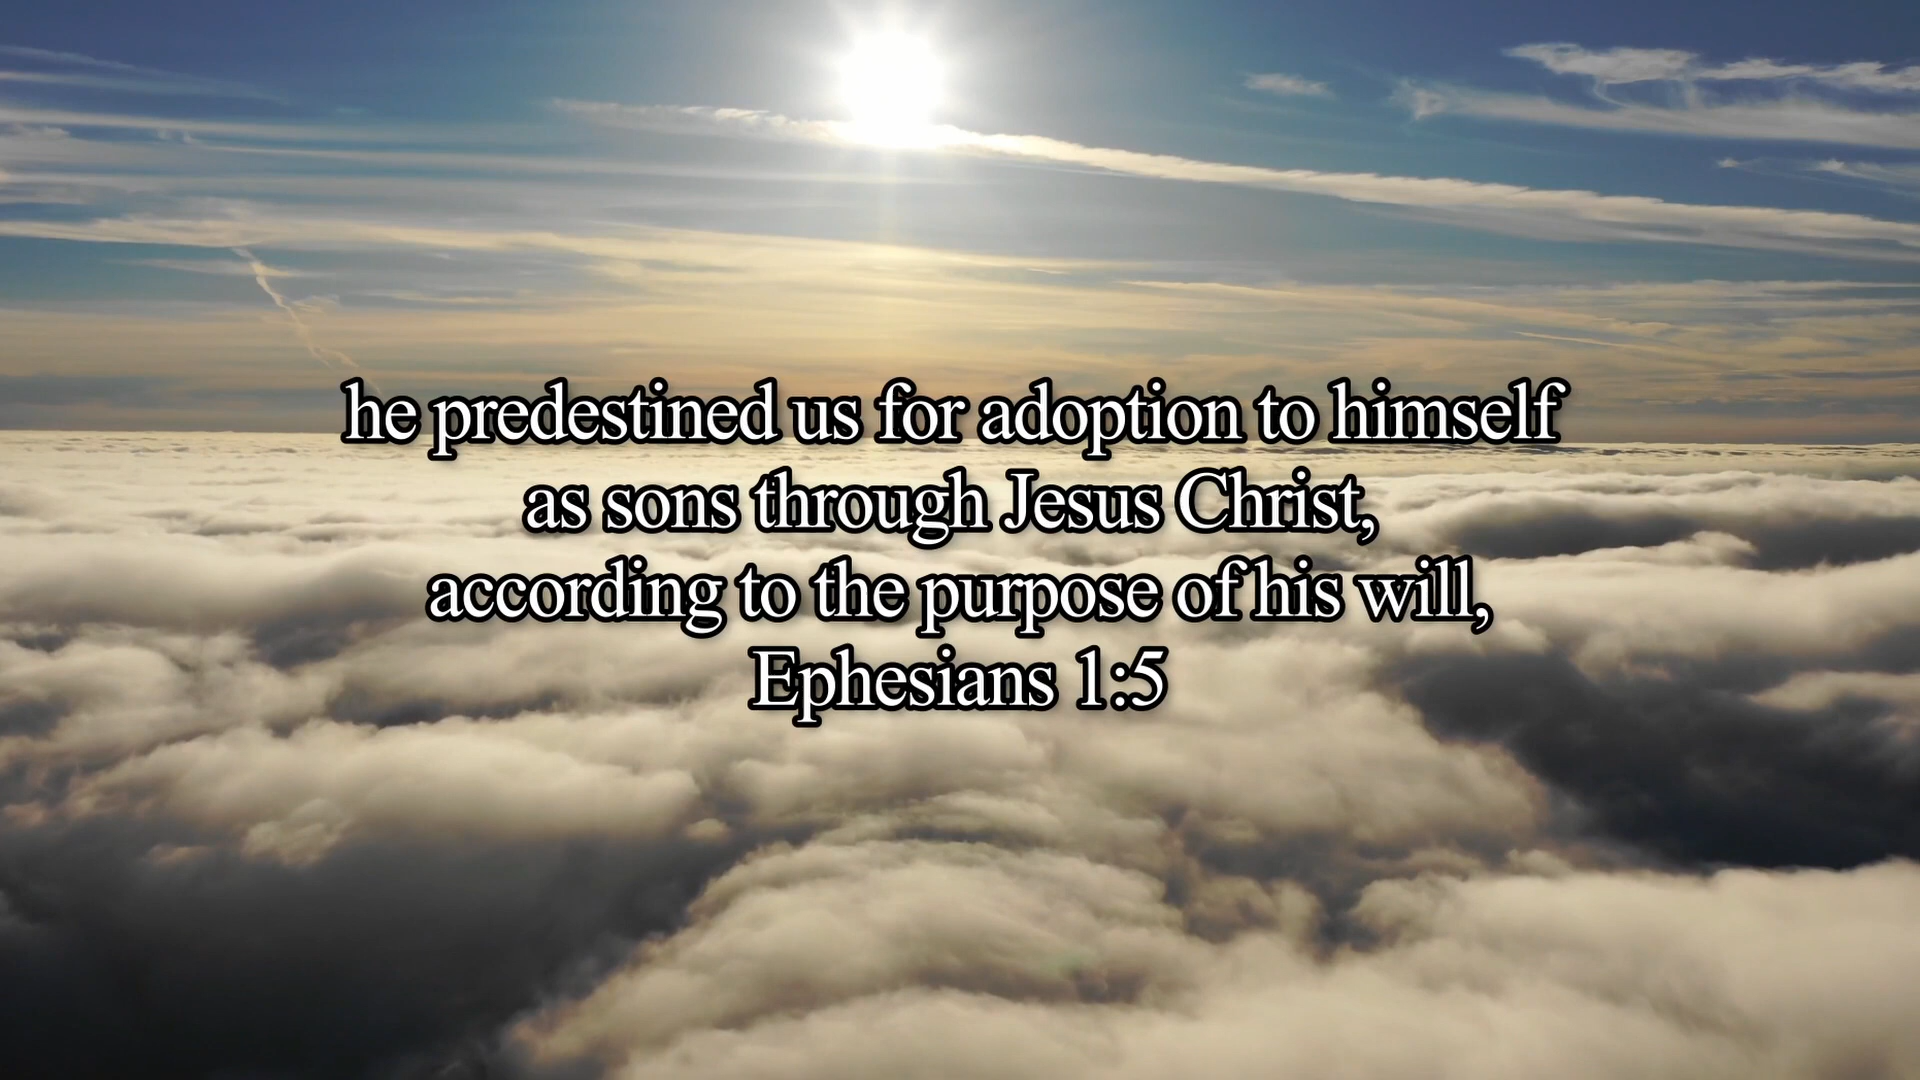 he predestined us for adoption to himself
as sons through Jesus Christ,
according to the purpose of his will,
Ephesians 1:5